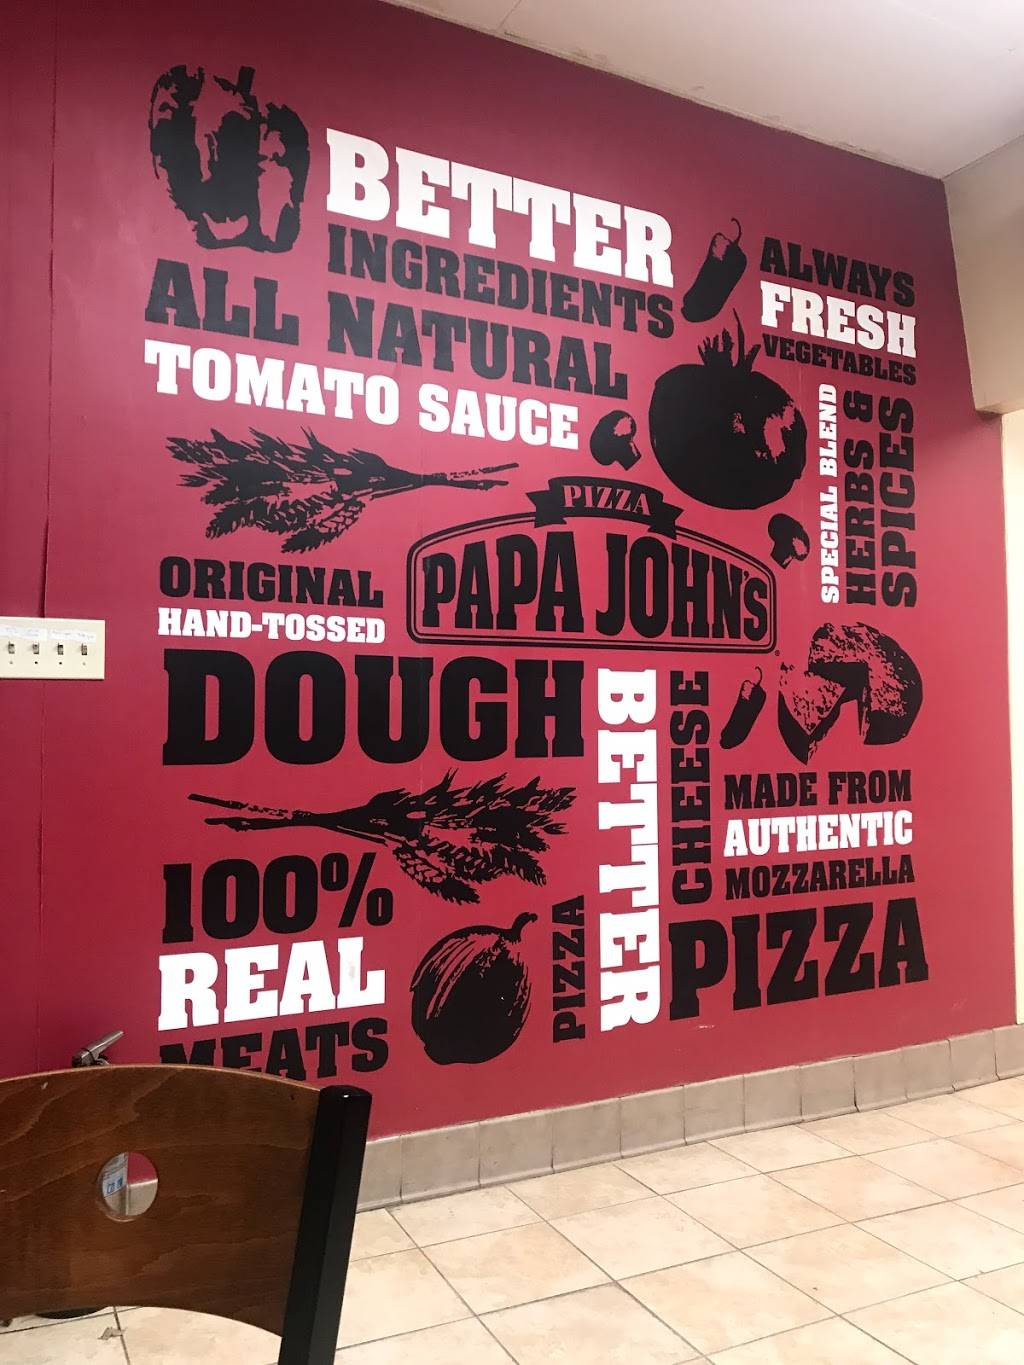 BETTER
INGREDIENTS
ALL NATURAL
TOMATO SAUCE
ALWAYS
FRESH
VEGETABLES
SPECIAL BLEND
HERBS &
SPICES
PIZZA
PAPA JOHN'S
ORIGINAL
HAND-TOSSED
DOUGH
BETTER
CHEESE
MADE FROM
AUTHENTIC
MOZZARELLA
PIZZA
PIZZA
100%
REAL
MEATS